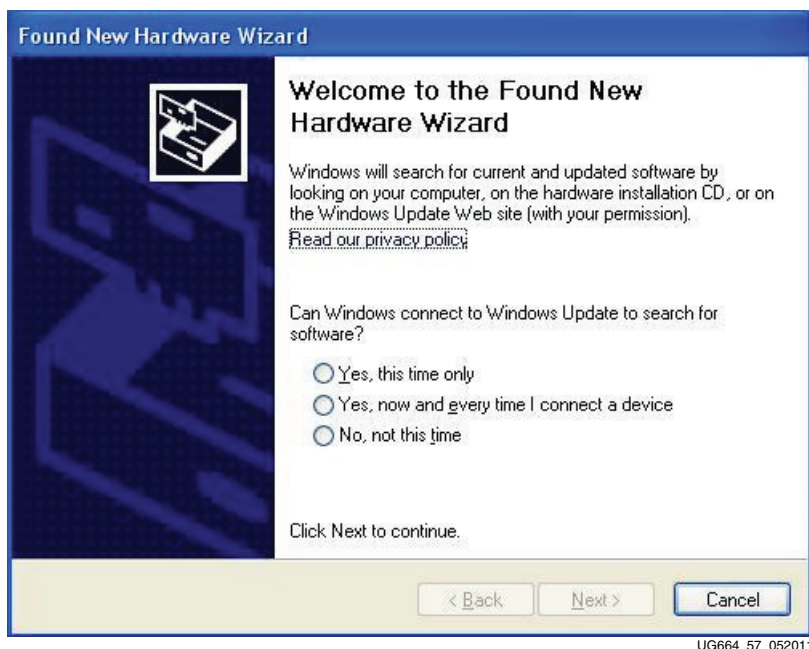 Found New Hardware Wizard
Welcome to the Found New
Hardware Wizard
Windows will search for current and updated software by
looking on your computer, on the hardware installation CD, or on
the Windows Update Web site (with your permission).
Read our privacy policy
Can Windows connect to Windows Update to search for
software?
Yes, this time only
Yes, now and every time I connect a device
No, not this time
Click Next to continue.
< Back Next > Cancel
UG664_57_052011